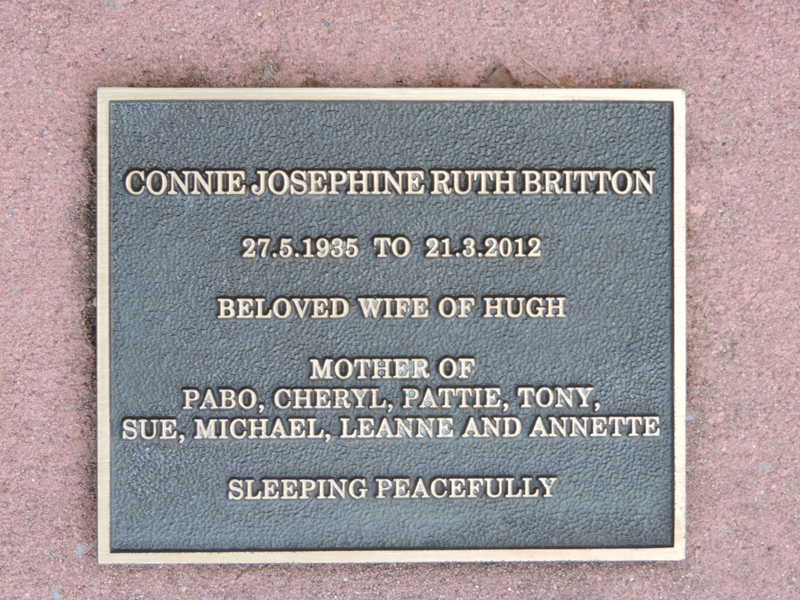 CONNIE JOSEPHINE RUTH BRITTON
27.5.1935 TO 21.3.2012
BELOVED WIFE OF HUGH
MOTHER OF
PABO, CHERYL, PATTIE, TONY,
SUE, MICHAEL, LEANNE AND ANNETTE
SLEEPING PEACEFULLY